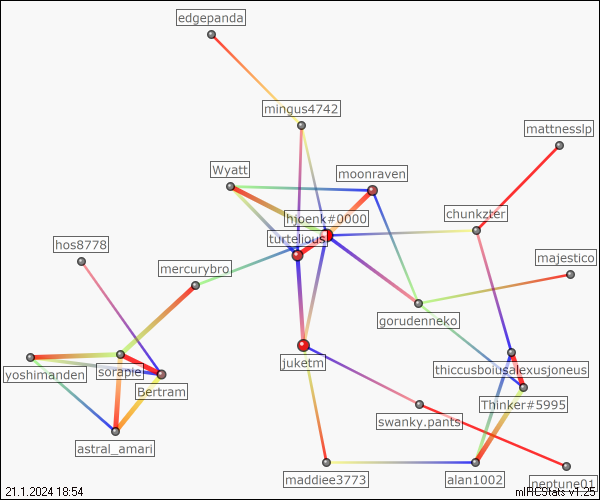 edgepanda
mingus4742
mattnesslp
Wyatt
moonraven
chunkzter
hjoenk#0000
turtelious
hos8778
mercurybro
majestico
gorudenneko
juketm
thiccusboiusalexusjoneus
yoshimanden
sorapie
Bertram
Thinker#5995
swanky.pants
astral_amari
maddiee3773
alan1002
neptune01
21.1.2024 18:54
mIRCStats v1.25